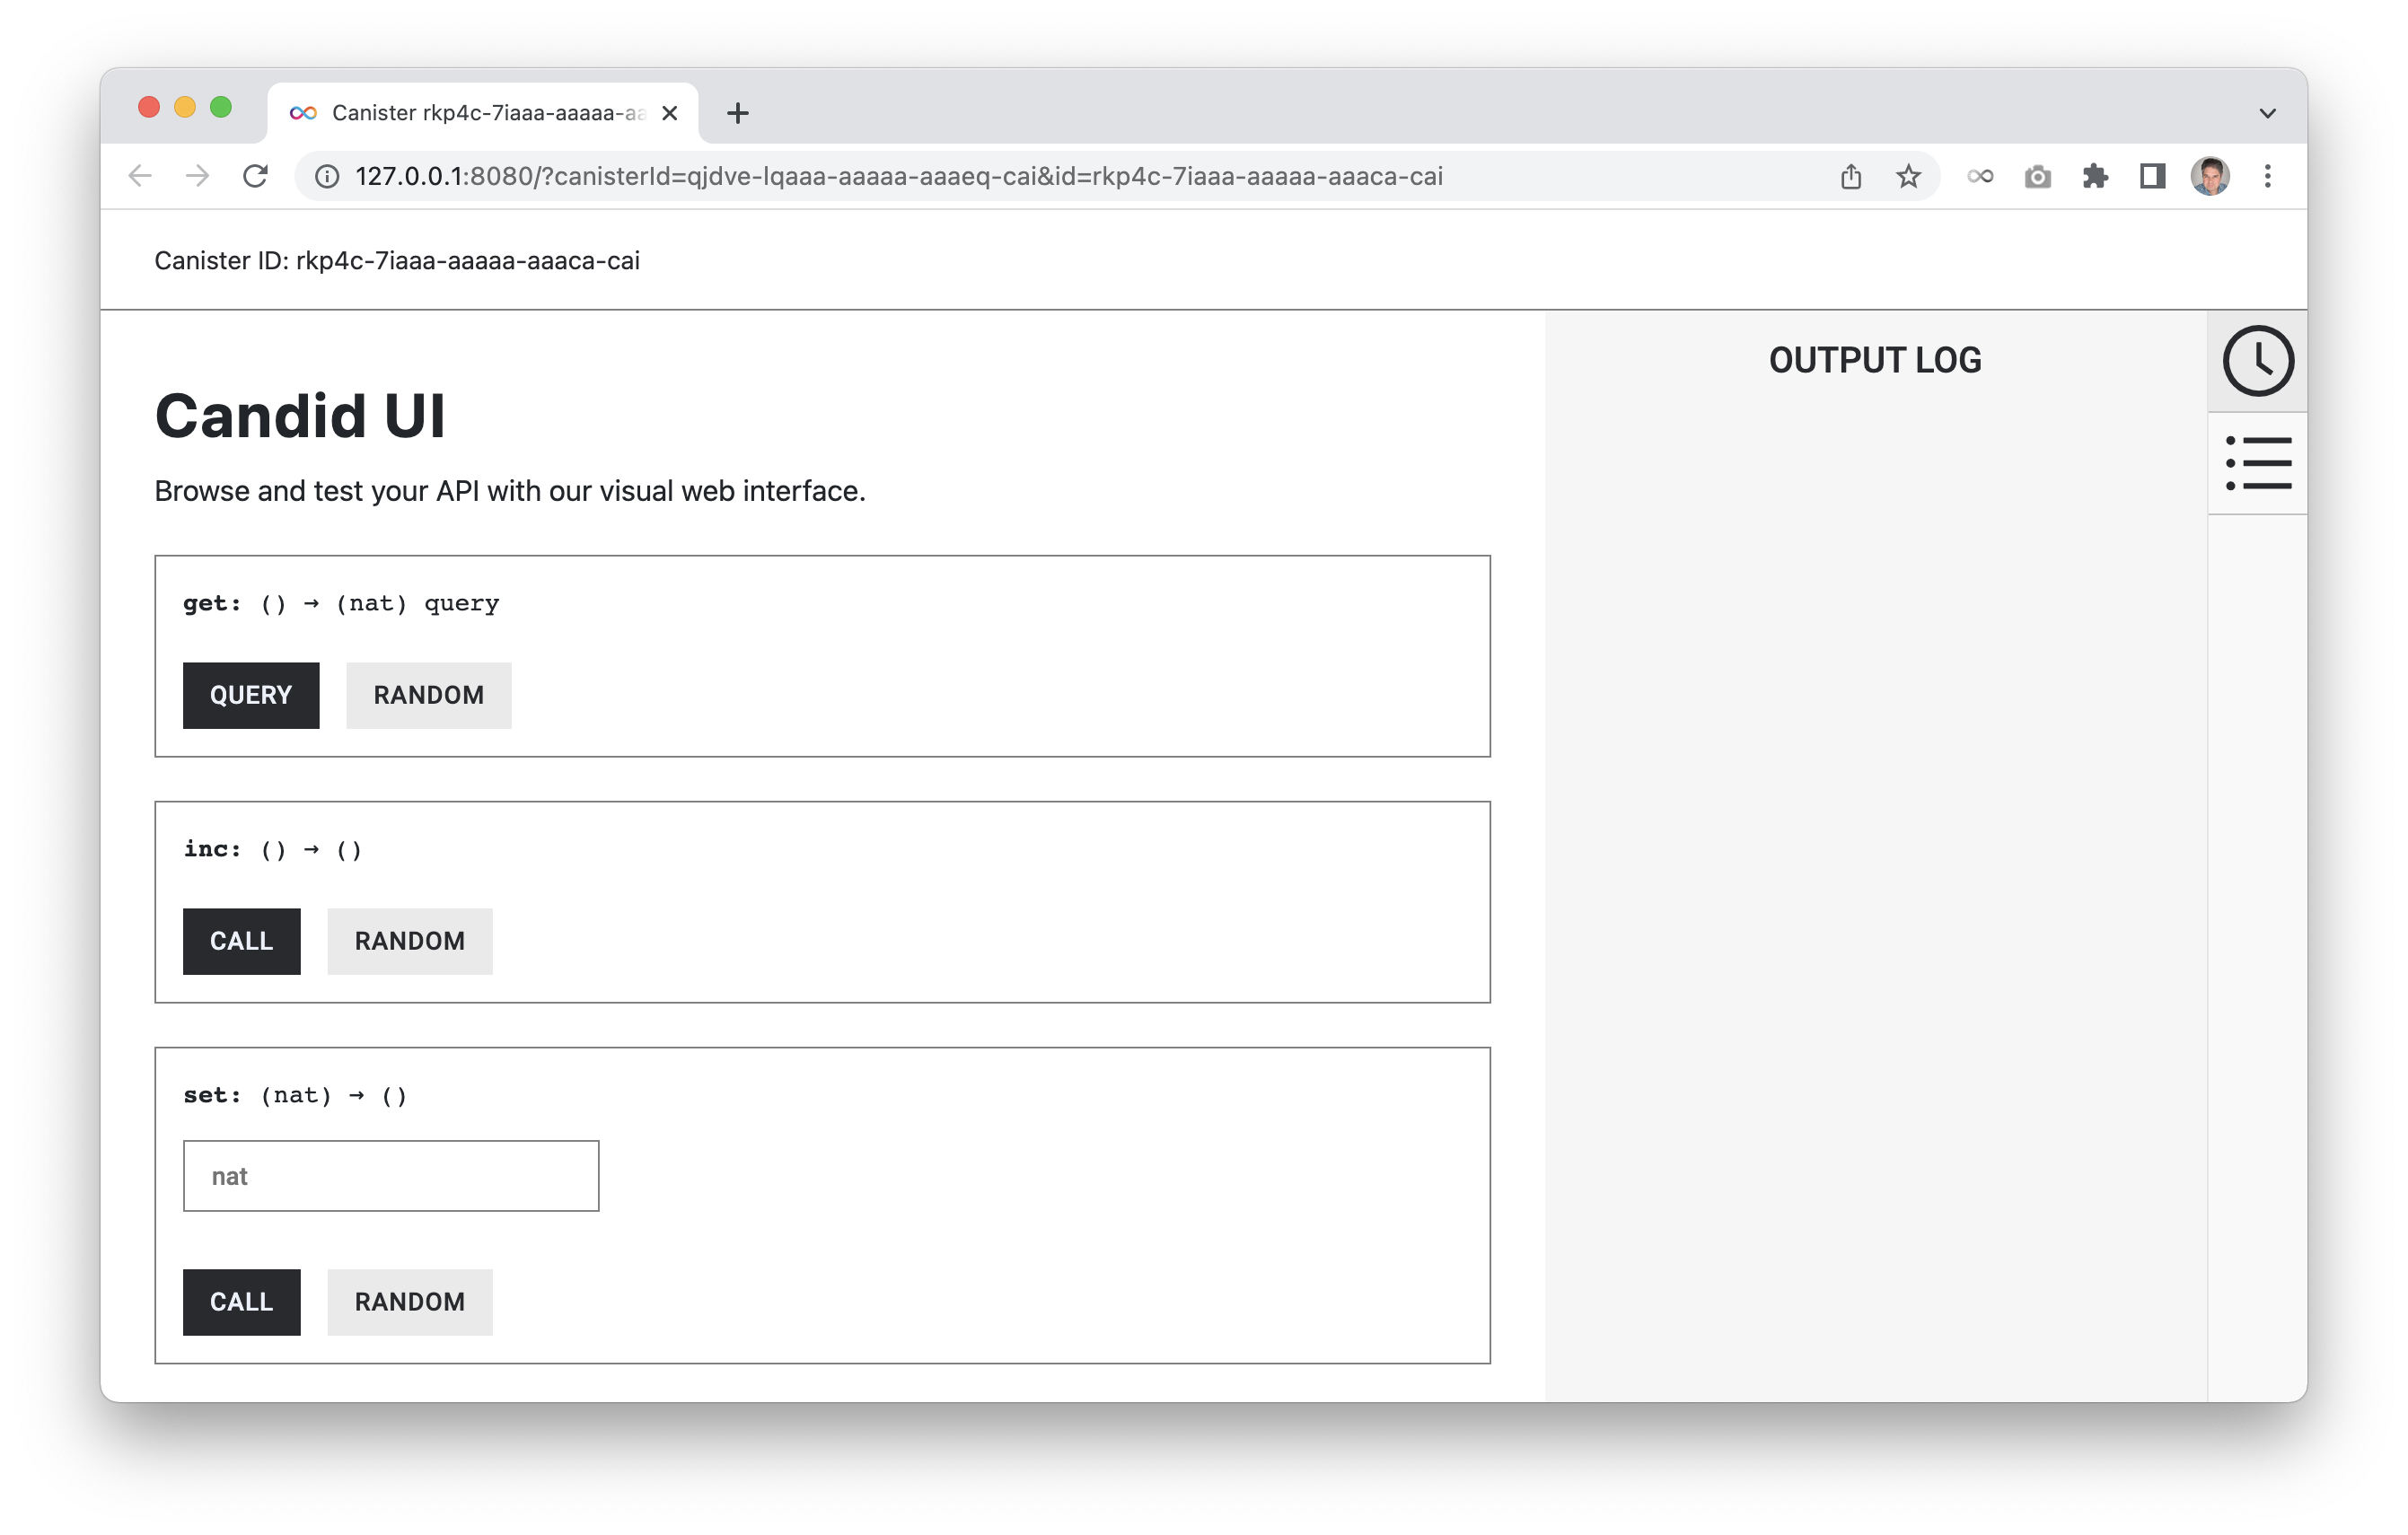 Canister rkp4c-7iaaa-aaaaa-aa
127.0.0.1:8080/?canisterId=qjdve-lqaaa-aaaaa-aaaeq-cai&id=rkp4c-7iaaa-aaaaa-aaaca-cai
Canister ID: rkp4c-7iaaa-aaaaa-aaaca-cai
Candid UI
Browse and test your API with our visual web interface.
get: () → (nat) query
QUERY RANDOM
inc: () → ()
CALL RANDOM
set: (nat) → ()
nat
CALL RANDOM
OUTPUT LOG